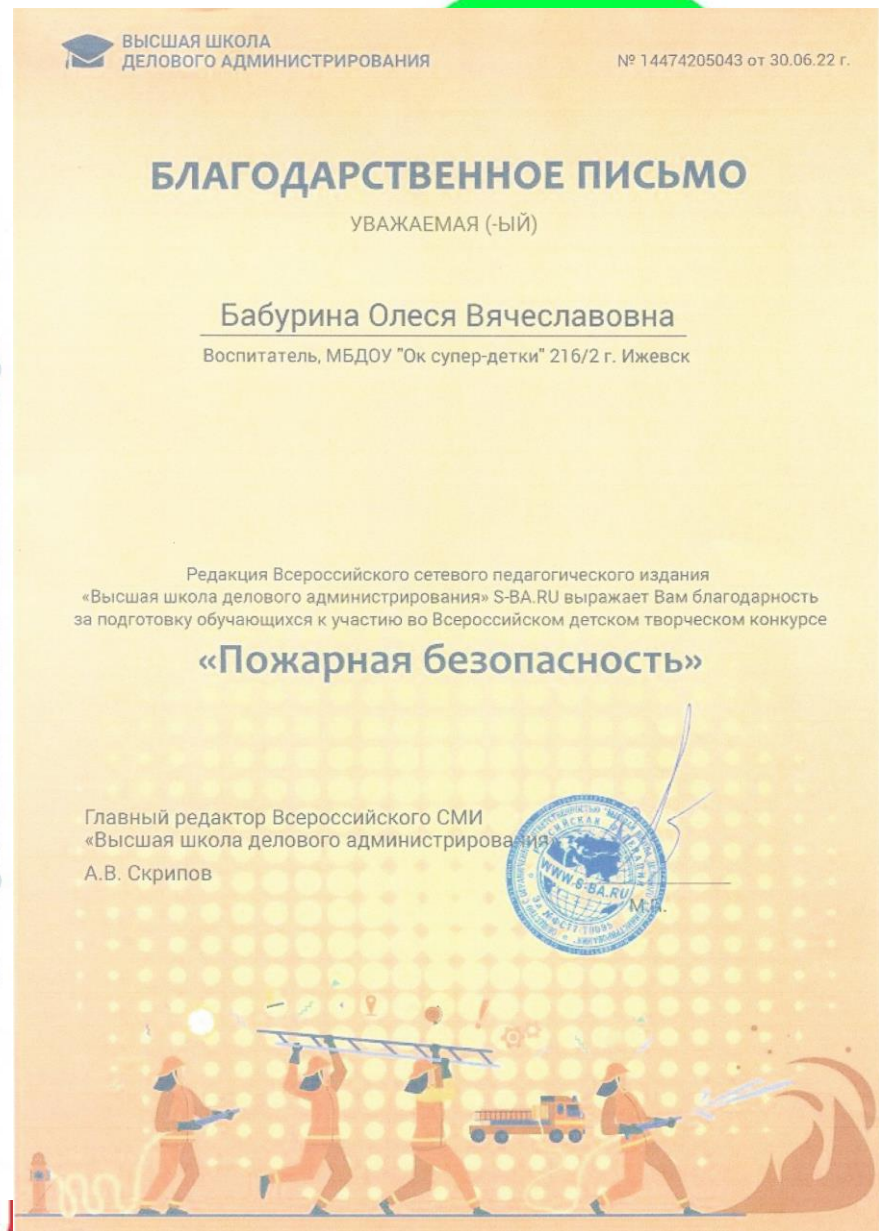 ВЫСШАЯ ШКОЛА
ДЕЛОВОГО АДМИНИСТРИРОВАНИЯ
№ 14474205043 от 30.06.22 г.
БЛАГОДАРСТВЕННОЕ ПИСЬМО
УВАЖАЕМАЯ (-ЫЙ)
Бабурина Олеся Вячеславовна
Воспитатель, МБДОУ "Ок супер-детки" 216/2 г. Ижевск
Редакция Всероссийского сетевого педагогического издания
«Высшая школа делового администрирования» S-BA.RU выражает Вам благодарность
за подготовку обучающихся к участию во Всероссийском детском творческом конкурсе
«Пожарная безопасность»
Главный редактор Всероссийского СМИ
«Высшая школа делового администрирования»
А.В. Скрипов
WWW.S-BA.RU
М.П.